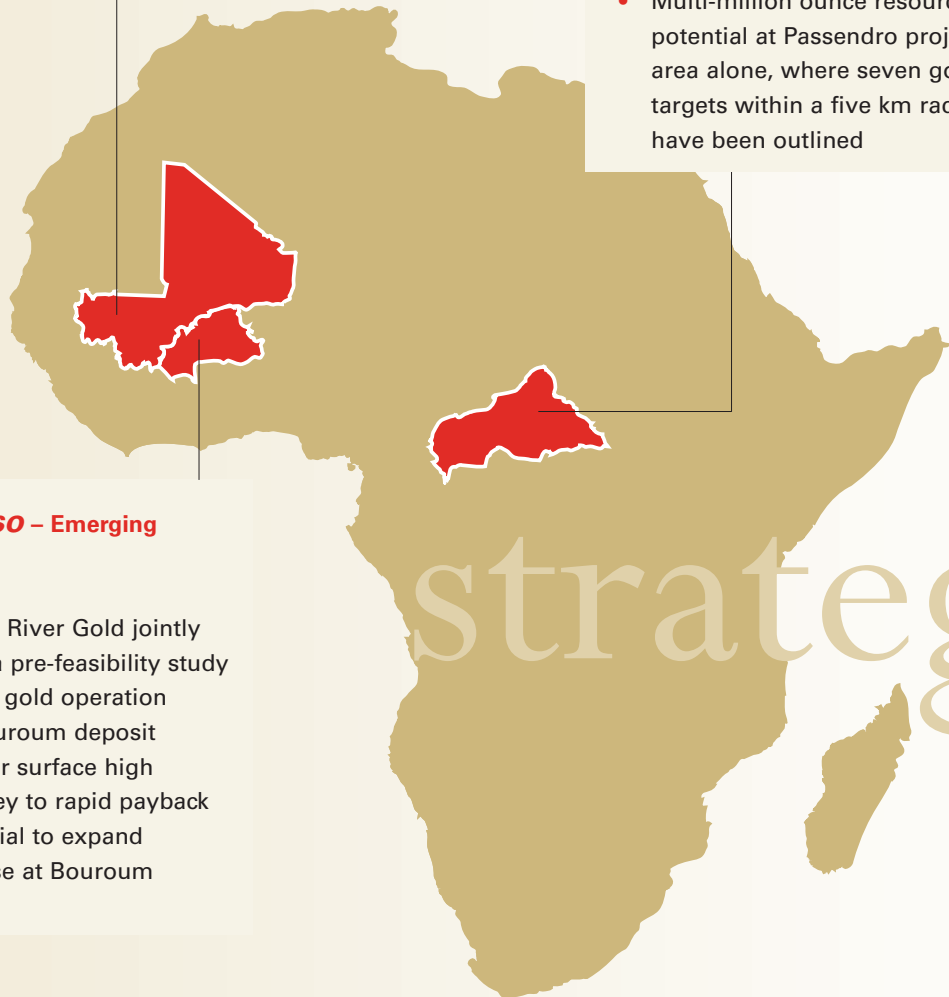 • Multi-million ounce resourc
potential at Passendro proj
area alone, where seven go
targets within a five km rad
have been outlined
so – Emerging
River Gold jointly
pre-feasibility study
gold operation
uroum deposit
r surface high
ey to rapid payback
ial to expand
se at Bouroum
strateg